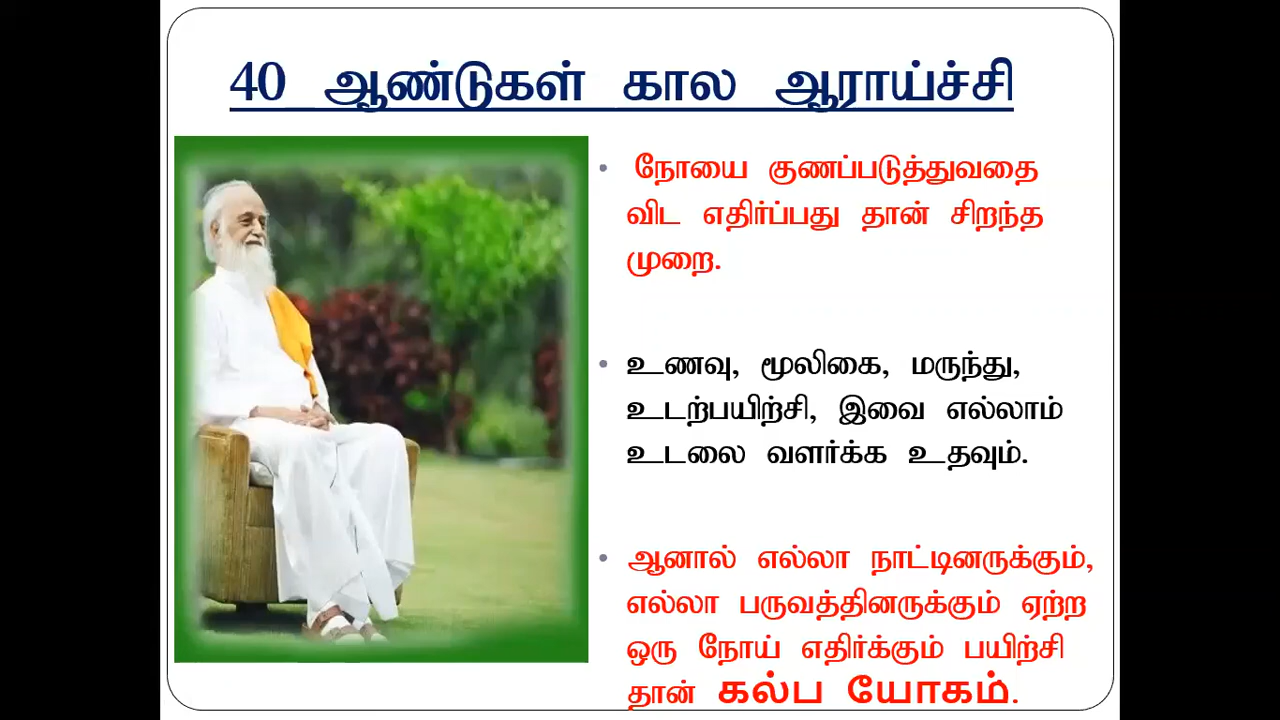 40 ஆண்டுகள் கால ஆராய்ச்சி
• நோயை குணப்படுத்துவதை
விட எதிர்ப்பது தான் சிறந்த
முறை.
• உணவு, மூலிகை, மருந்து,
உடற்பயிற்சி, இவை எல்லாம்
உடலை வளர்க்க உதவும்.
• ஆனால் எல்லா நாட்டினருக்கும்,
எல்லா பருவத்தினருக்கும் ஏற்ற
ஒரு நோய் எதிர்க்கும் பயிற்சி
தான் கல்ப யோகம்.